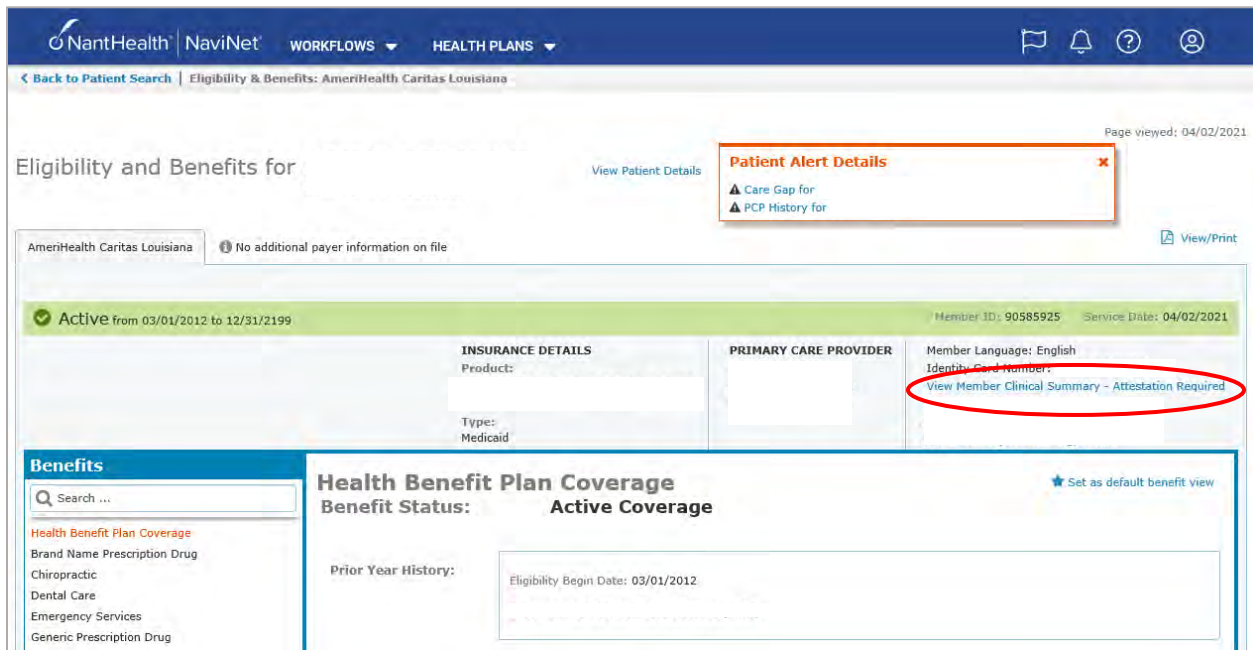 NantHealth® NaviNet® WORKFLOWS HEALTH PLANS
Back to Patient Search | Eligibility & Benefits: AmeriHealth Caritas Louisiana
Page viewed: 04/02/2021
Eligibility and Benefits for
View Patient Details
Patient Alert Details
Care Gap for
PCP History for
AmeriHealth Caritas Louisiana
No additional payer information on file
View/Print
Active from 03/01/2012 to 12/31/2199
Member ID: 90585925 Service Date: 04/02/2021
INSURANCE DETAILS
Product:
Type:
Medicaid
PRIMARY CARE PROVIDER
Member Language: English
Identity Card Number:
View Member Clinical Summary - Attestation Required
Benefits
Search ...
Health Benefit Plan Coverage
Brand Name Prescription Drug
Chiropractic
Dental Care
Emergency Services
Generic Prescription Drug
Health Benefit Plan Coverage
Set as default benefit view
Benefit Status: Active Coverage
Prior Year History:
Eligibility Begin Date: 03/01/2012